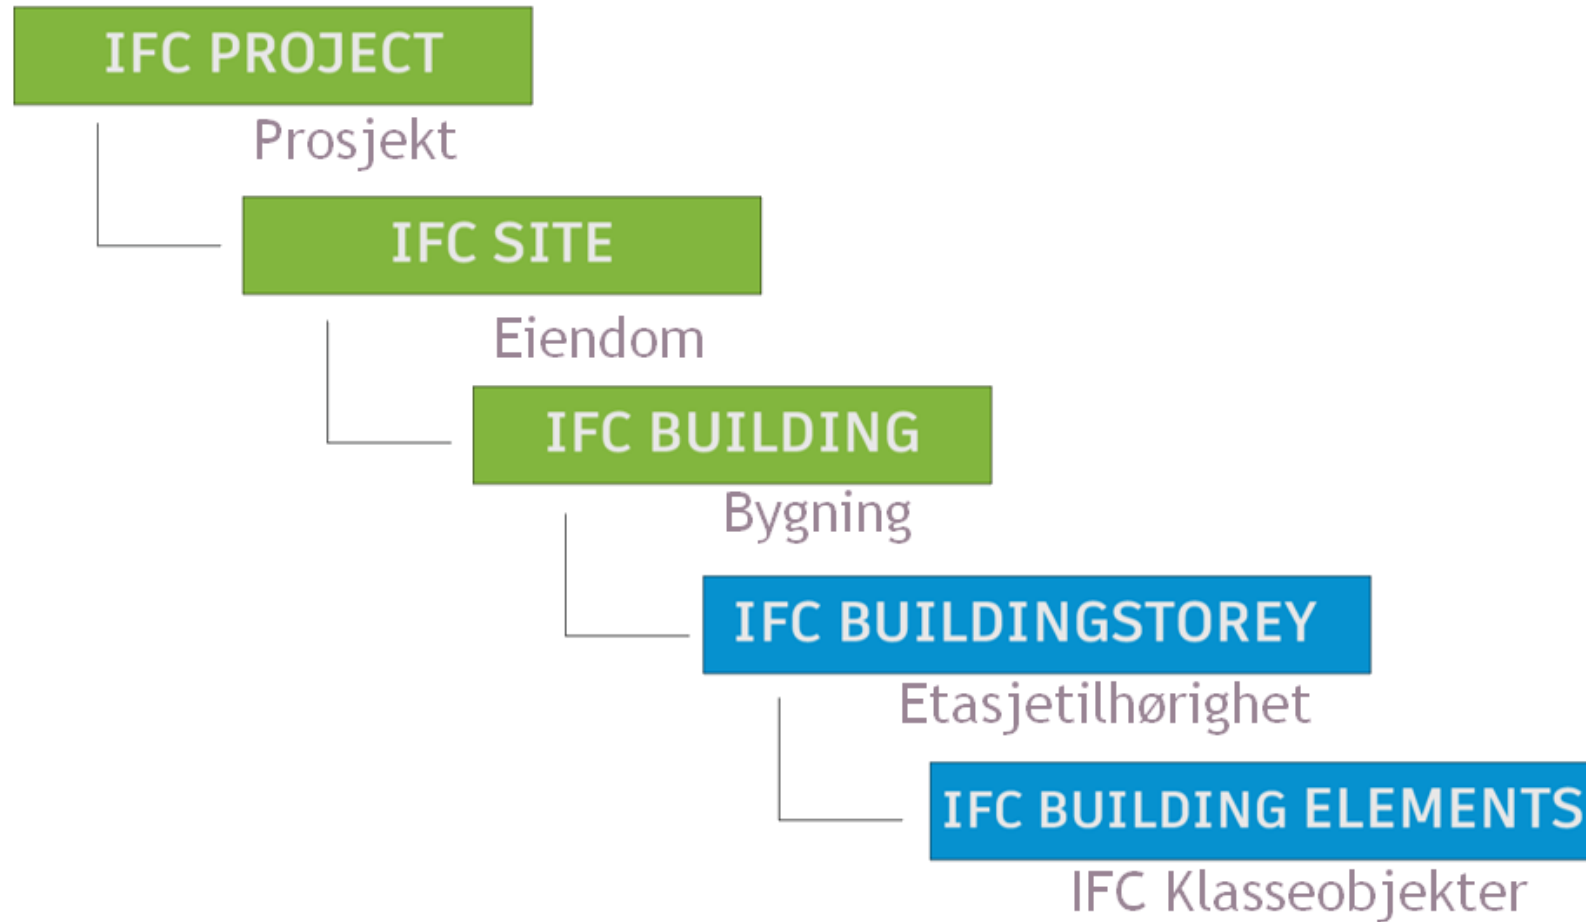 IFC PROJECT
Prosjekt
IFC SITE
Eiendom
IFC BUILDING
Bygning
IFC BUILDINGSTOREY
Etasjetilhørighet
IFC BUILDING ELEMENTS
IFC Klasseobjekter